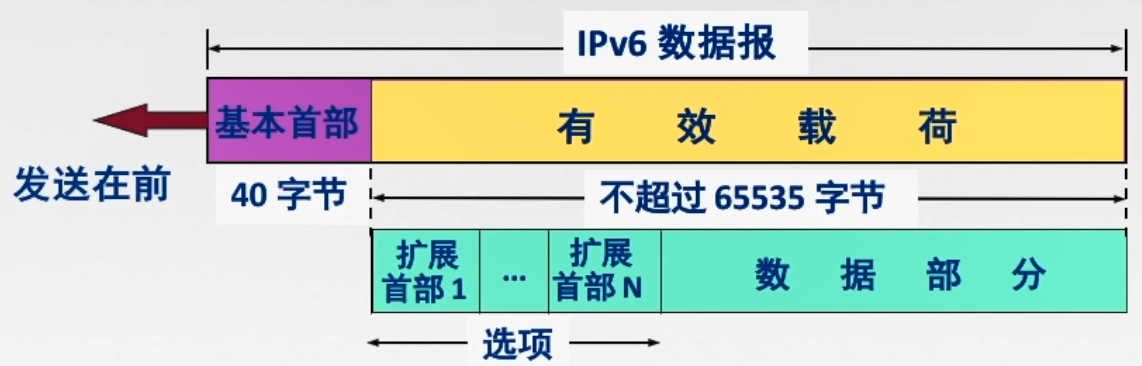 IPv6 数据报
基本首部
有效载荷
发送在前
40 字节
不超过 65535 字节
扩展
首部 1
...
扩展
首部 N
数据部分
选项